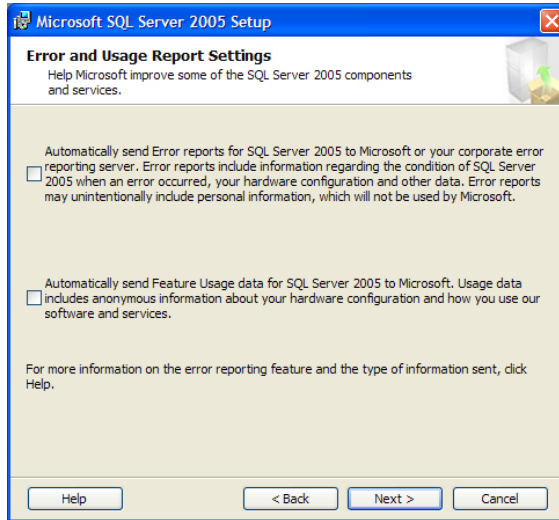 Microsoft SQL Server 2005 Setup
Error and Usage Report Settings
Help Microsoft improve some of the SQL Server 2005 components
and services.
Automatically send Error reports for SQL Server 2005 to Microsoft or your corporate error
reporting server. Error reports include information regarding the condition of SQL Server
2005 when an error occurred, your hardware configuration and other data. Error reports
may unintentionally include personal information, which will not be used by Microsoft.
Automatically send Feature Usage data for SQL Server 2005 to Microsoft. Usage data
includes anonymous information about your hardware configuration and how you use our
software and services.
For more information on the error reporting feature and the type of information sent, click
Help.
Help
< Back
Next >
Cancel